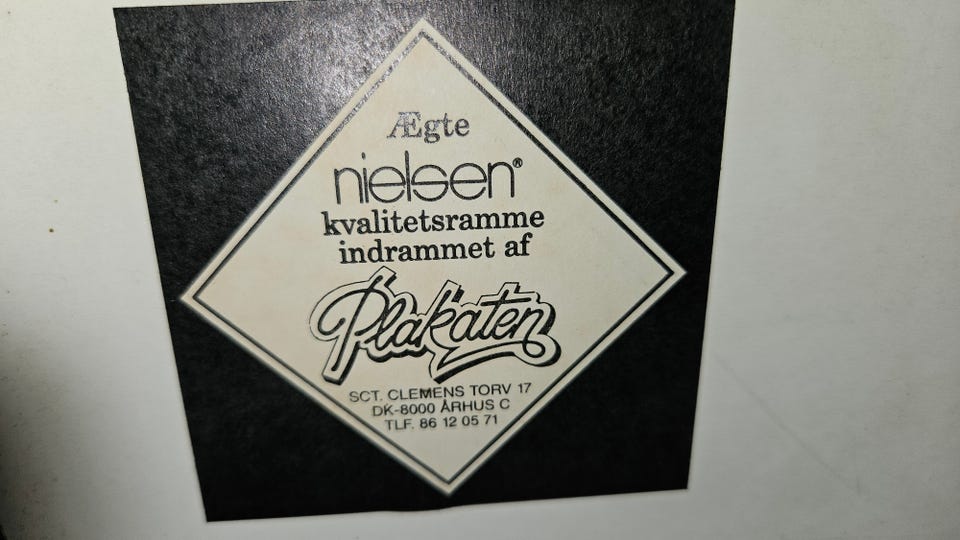 Ægte
nielsen®
kvalitetsramme
indrammet af
Plakaten
SCT. CLEMENS TORV 17
DK-8000 ÅRHUS C
TLF. 86 12 05 71